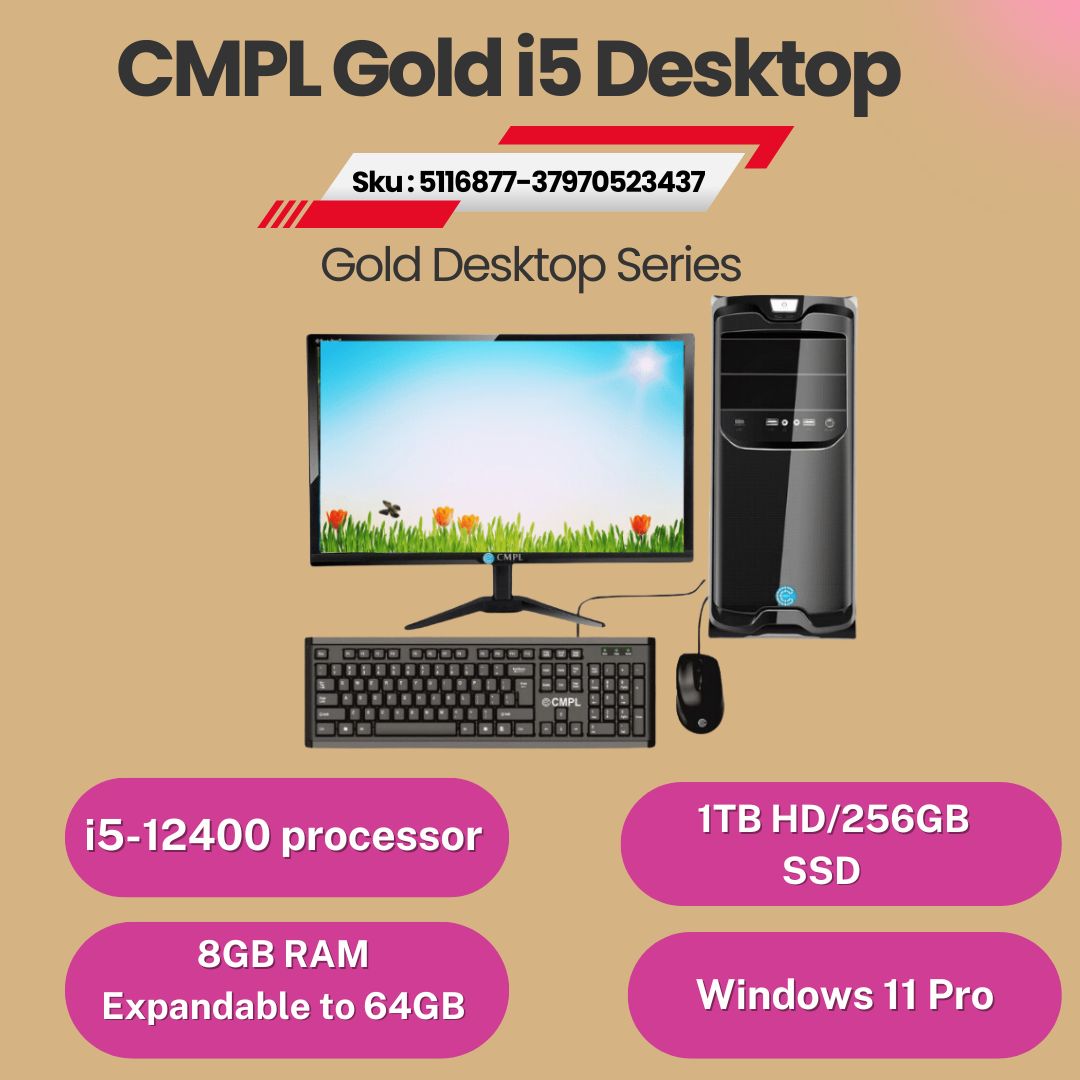 CMPL Gold i5 Desktop
Sku : 5116877-37970523437
Gold Desktop Series
CMPL
CMPL
i5-12400 processor
1TB HD/256GB
SSD
8GB RAM
Expandable to 64GB
Windows 11 Pro